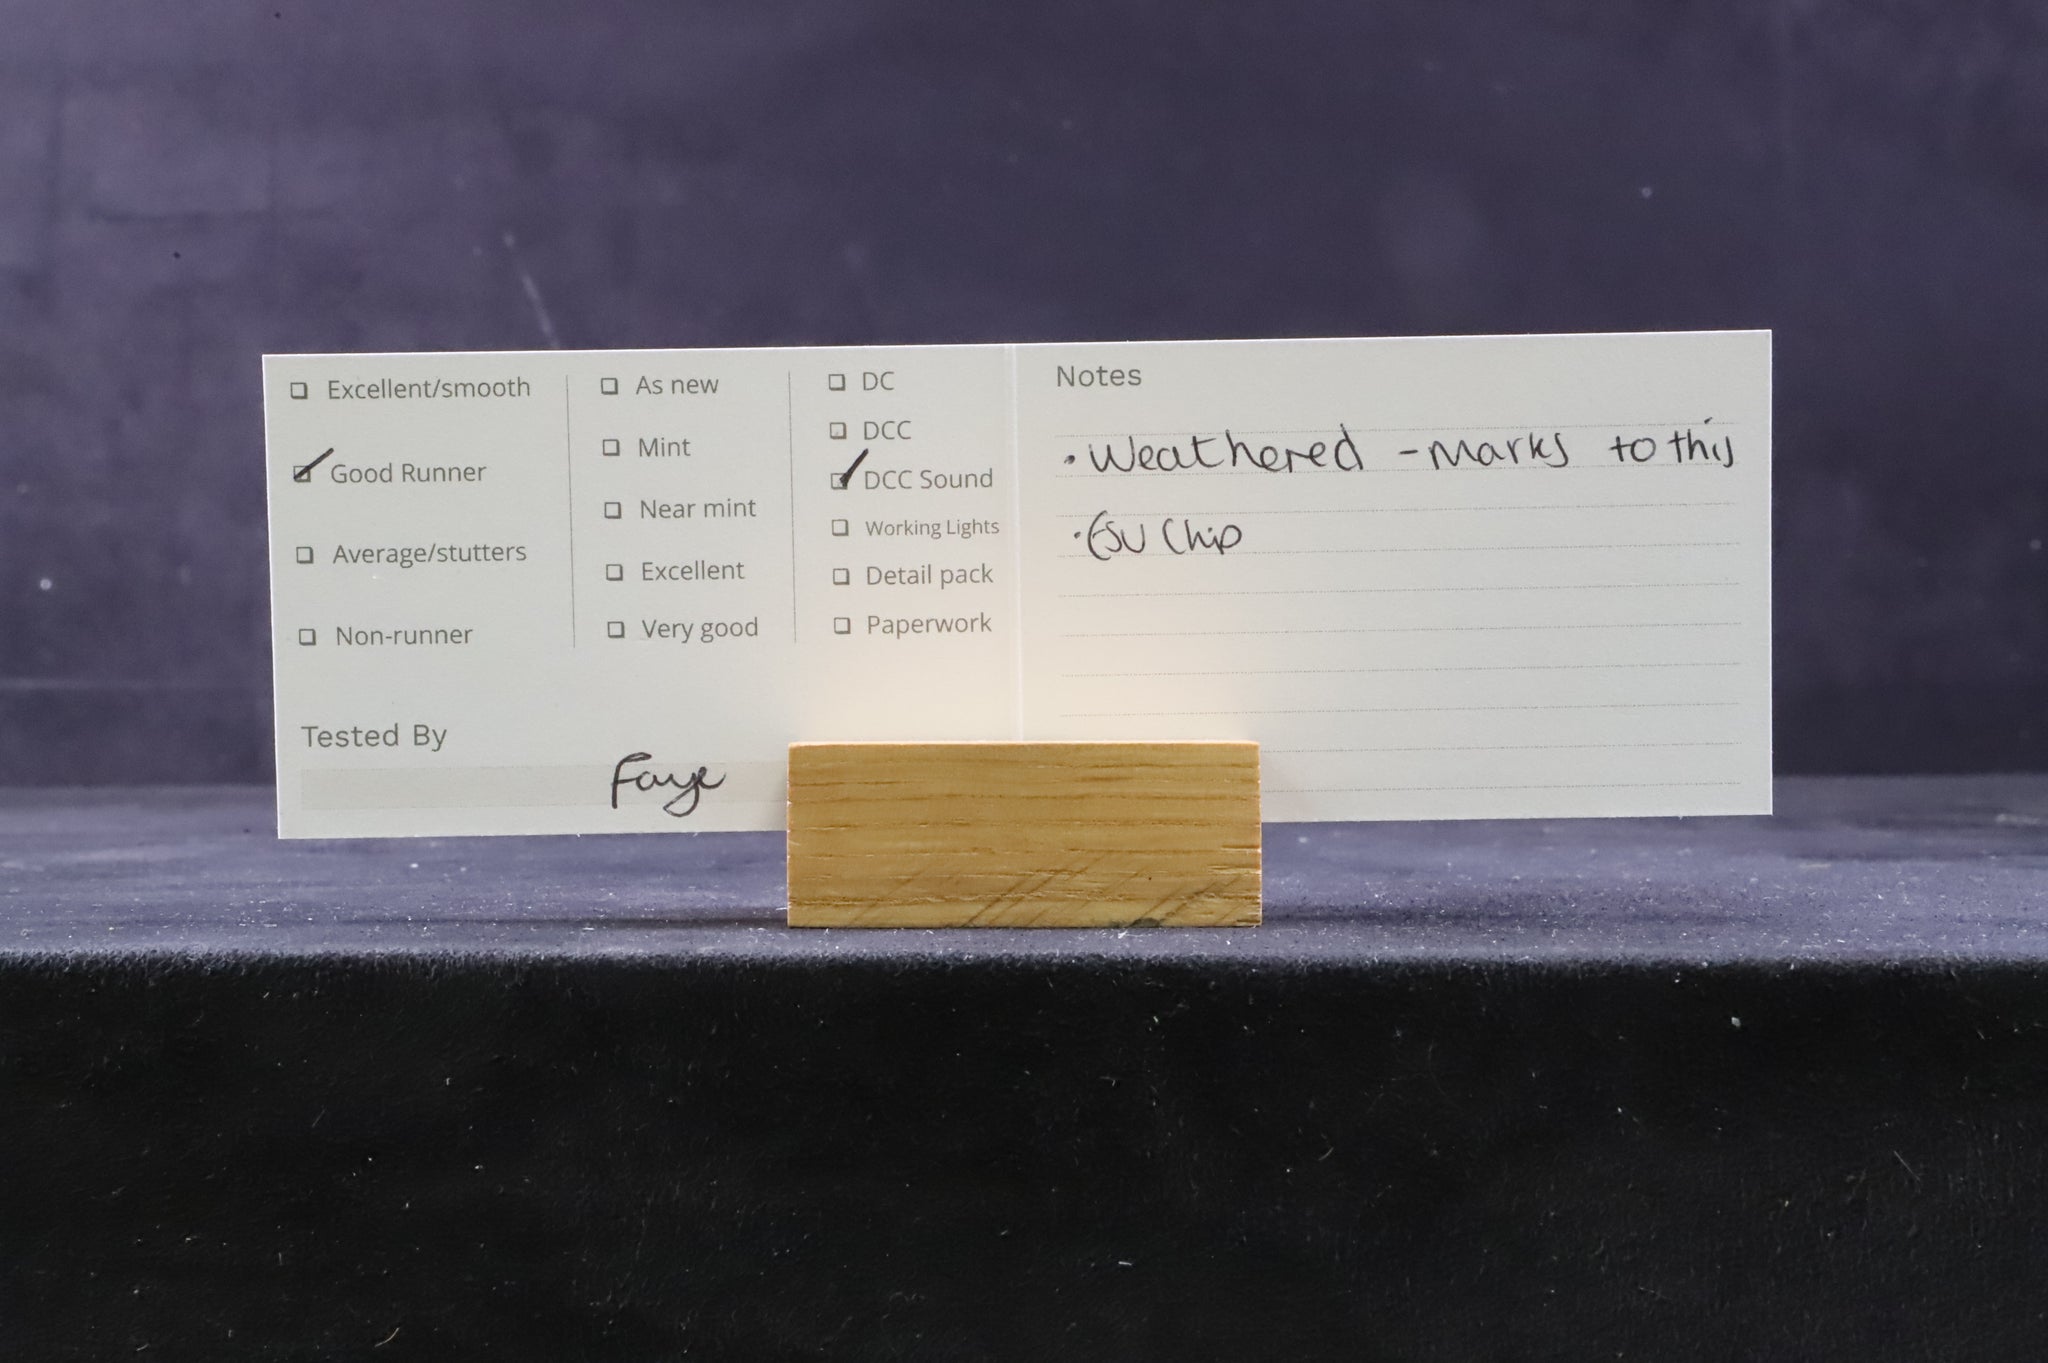 ❏ Excellent/smooth
☑ Good Runner
❏ Average/stutters
❏ Non-runner
❏ As new
❏ Mint
❏ Near mint
❏ Excellent
❏ Very good
❏ DC
❏ DCC
☑ DCC Sound
❏ Working Lights
❏ Detail pack
❏ Paperwork
Tested By
Faye
Notes
• Weathered - marks to this
• ESU Chip